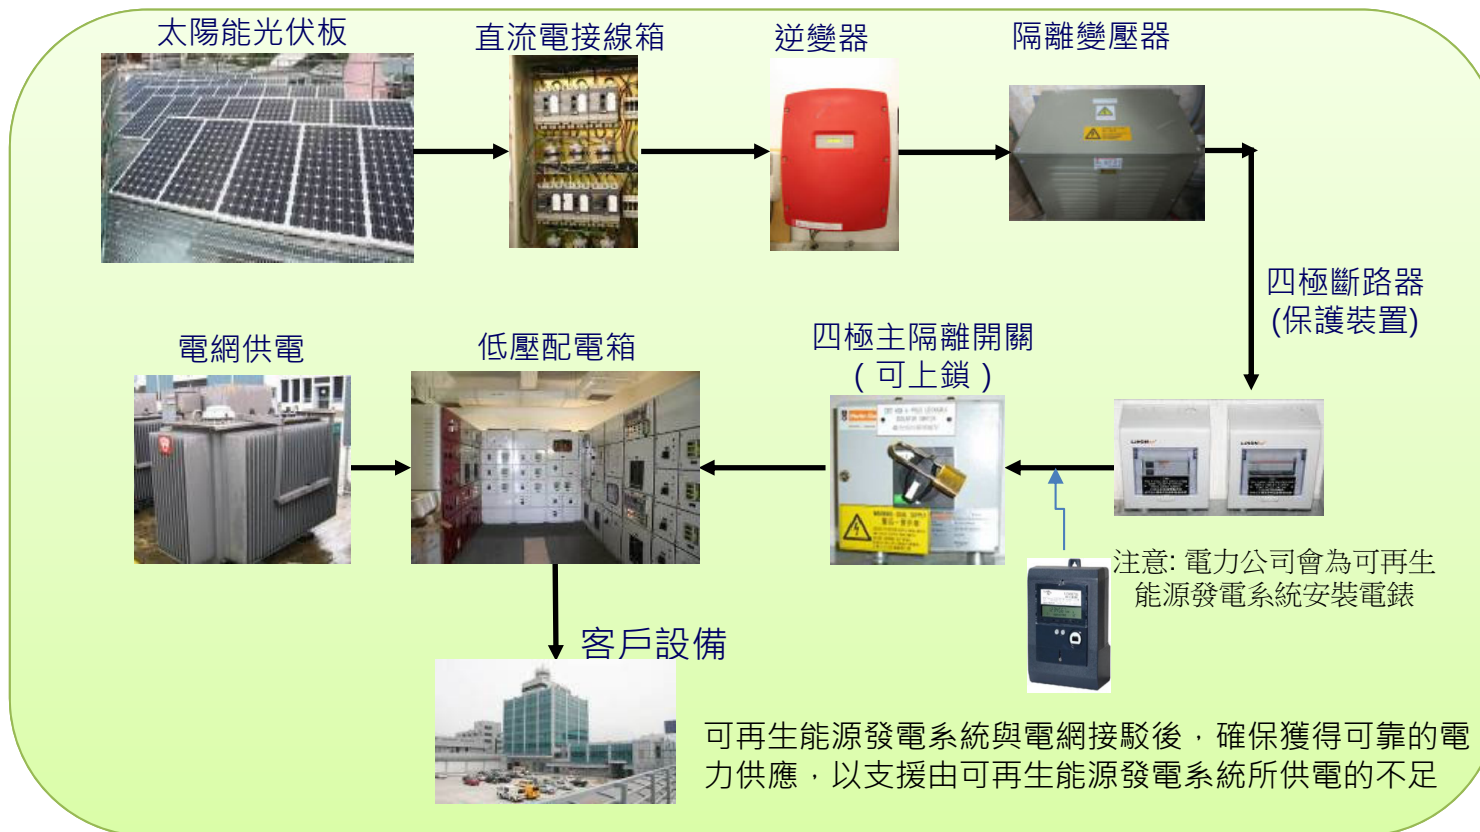 太陽能光伏板
直流電接線箱
逆變器
隔離變壓器
四極斷路器
(保護裝置)
電網供電
低壓配電箱
四極主隔離開關
( 可上鎖 )
注意: 電力公司會為可再生
能源發電系統安裝電錶
客戶設備
可再生能源發電系統與電網接駁後，確保獲得可靠的電
力供應，以支援由可再生能源發電系統所供電的不足